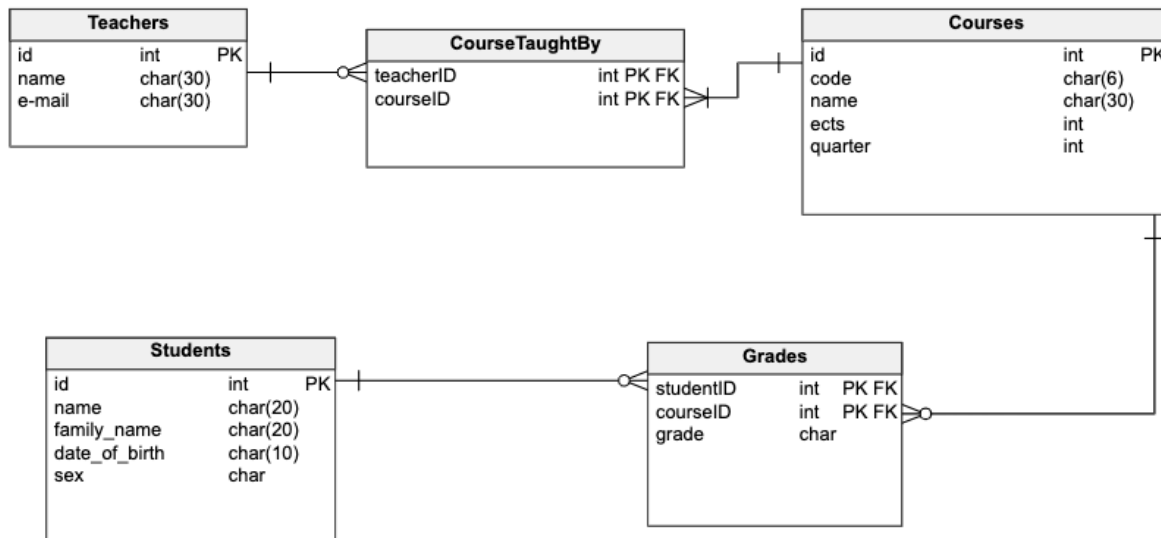 Teachers
id int PK
name char(30)
e-mail char(30)
CourseTaughtBy
teacherID int PK FK
courseID int PK FK
Courses
id int PK
code char(6)
name char(30)
ects int
quarter int
Students
id int PK
name char(20)
family_name char(20)
date_of_birth char(10)
sex char
Grades
studentID int PK FK
courseID int PK FK
grade char